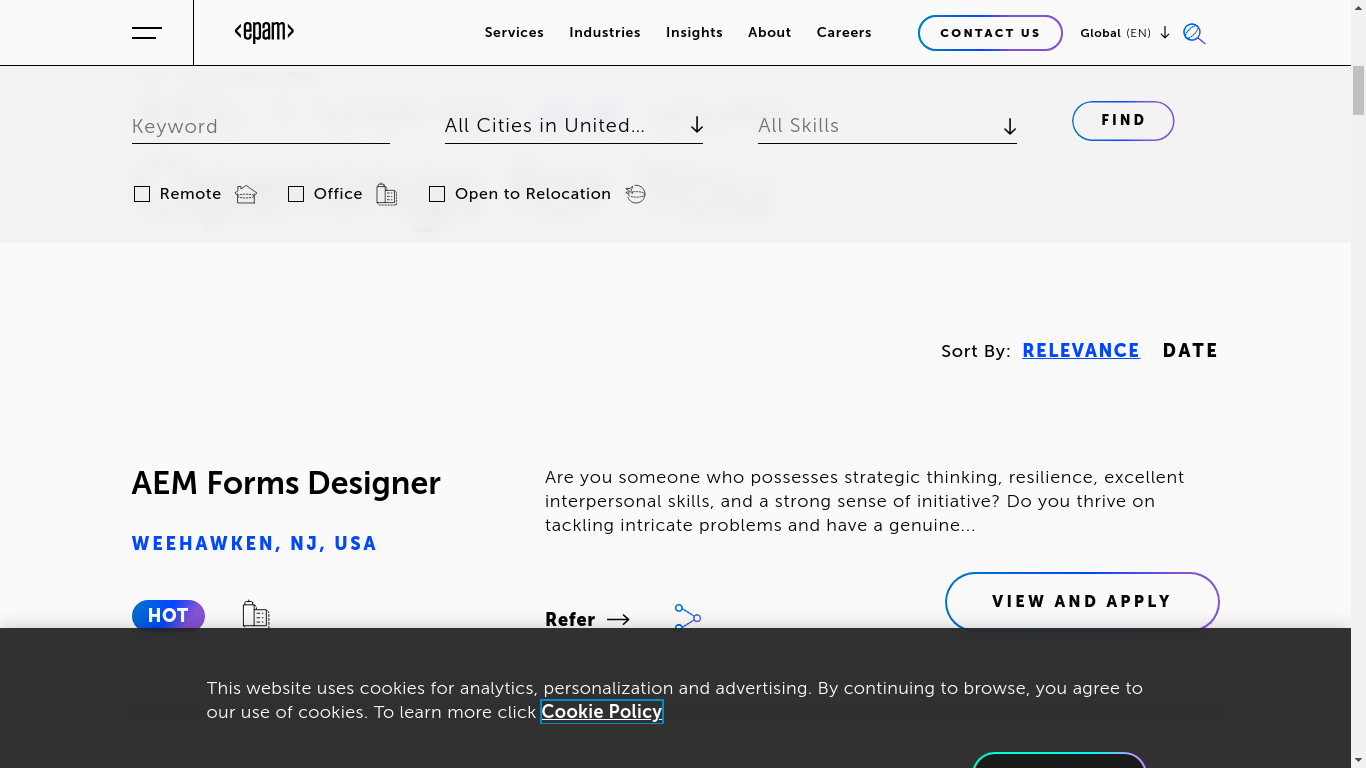 <epam>
Services Industries Insights About Careers CONTACT US Global (EN)
Keyword All Cities in United... All Skills FIND
Remote Office Open to Relocation
Sort By: RELEVANCE DATE
AEM Forms Designer
WEEHAWKEN, NJ, USA
HOT
Are you someone who possesses strategic thinking, resilience, excellent
interpersonal skills, and a strong sense of initiative? Do you thrive on
tackling intricate problems and have a genuine...
Refer
VIEW AND APPLY
This website uses cookies for analytics, personalization and advertising. By continuing to browse, you agree to
our use of cookies. To learn more click Cookie Policy